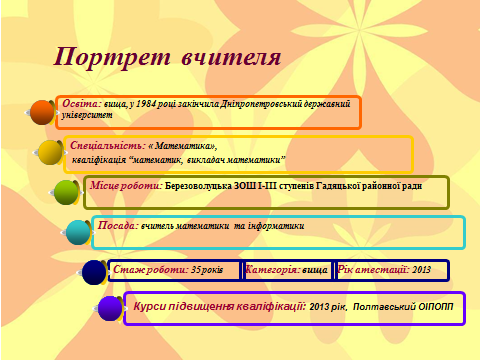 Портрет вчителя
Освіта: вища, у 1984 році закінчила Дніпропетровський державний
університет
Спеціальність: « Математика»,
кваліфікація “математик, викладач математики”
Місце роботи: Березоволуцька ЗОШ І-ІІІ ступенів Гадяцької районної ради
Посада: вчитель математики та інформатики
Стаж роботи: 35 років Категорія: вища Рік атестації: 2013
Курси підвищення кваліфікації: 2013 рік, Полтавський ОІПОПП